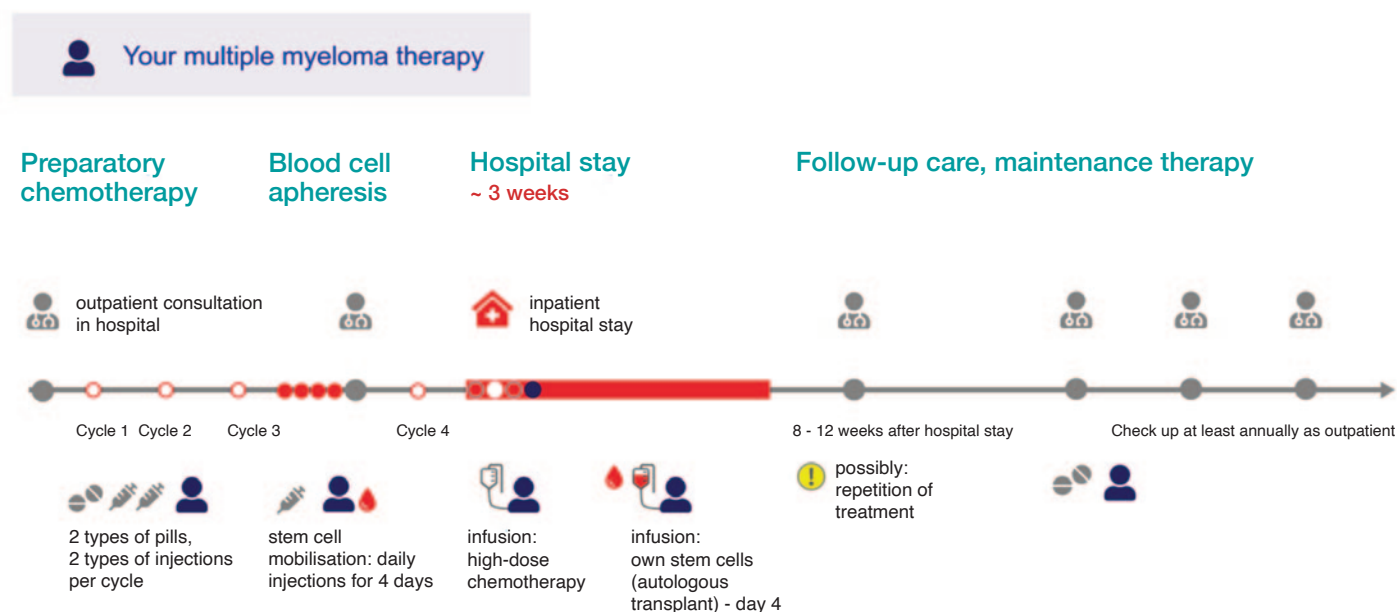 Your multiple myeloma therapy
Preparatory
chemotherapy
Blood cell
apheresis
Hospital stay
~ 3 weeks
Follow-up care, maintenance therapy
outpatient consultation
in hospital
inpatient
hospital stay
Cycle 1
Cycle 2
Cycle 3
Cycle 4
8 - 12 weeks after hospital stay
Check up at least annually as outpatient
2 types of pills,
2 types of injections
per cycle
stem cell
mobilisation: daily
injections for 4 days
infusion:
high-dose
chemotherapy
infusion:
own stem cells
(autologous
transplant) - day 4
possibly:
repetition of
treatment